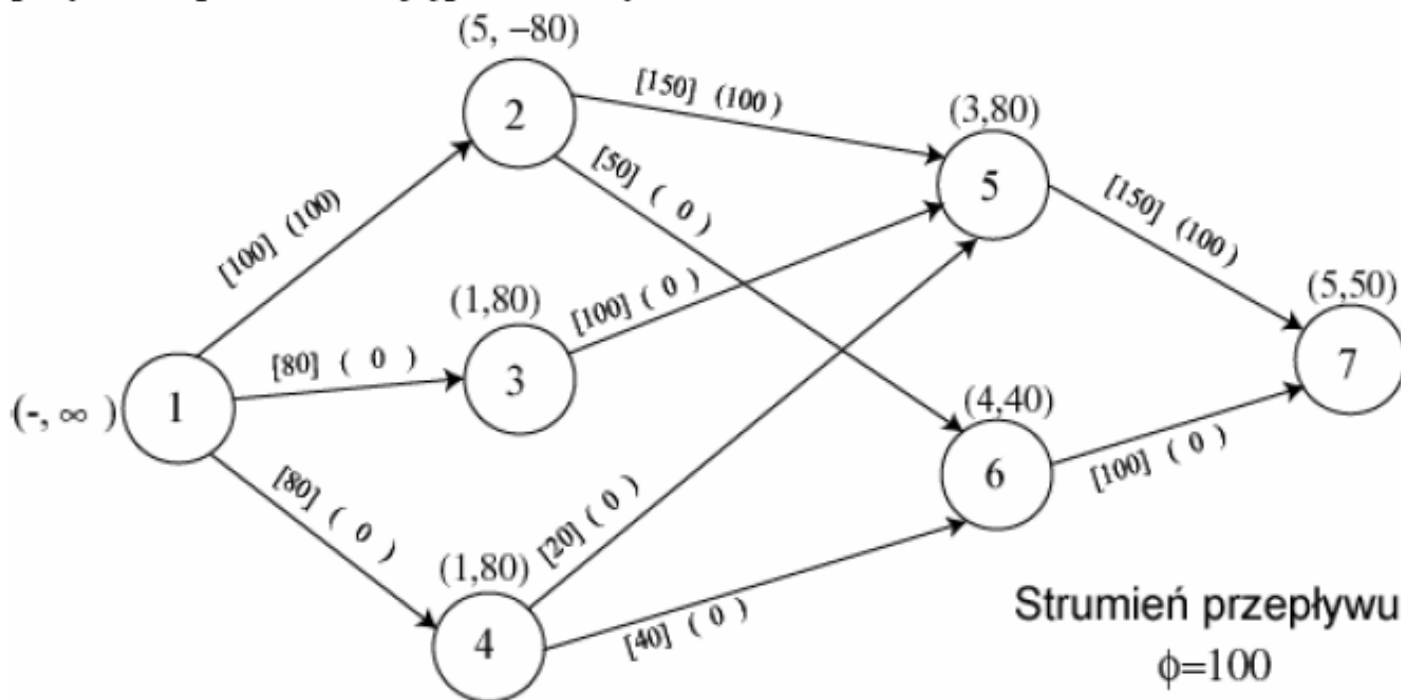 (5, −80)
[150] (100)
(3,80)
2
[50] ( 0 )
5
[150] (100)
[100] (100)
(1,80)
[100] ( 0 )
(5,50)
[80] ( 0 )
3
7
(-, ∞ )
1
(4,40)
[80] ( 0 )
6
[100] ( 0 )
(1,80)
[20] ( 0 )
4
[40] ( 0 )
Strumień przepływu
ϕ=100